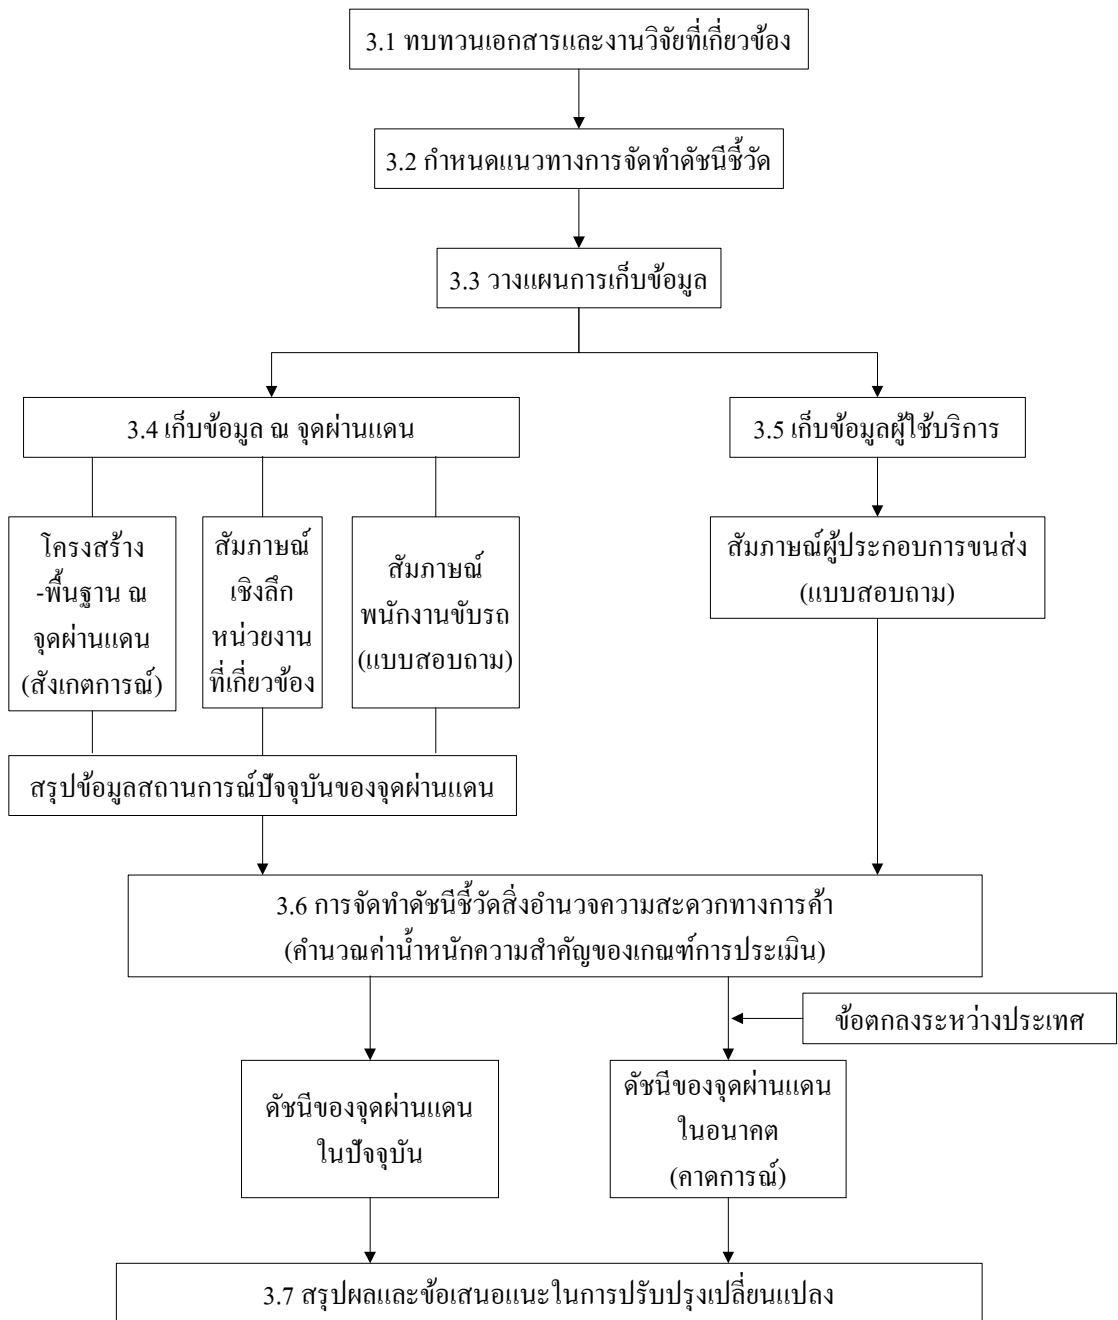 3.1 ทบทวนเอกสารและงานวิจัยที่เกี่ยวข้อง
3.2 กำหนดแนวทางการจัดทำดัชนีชี้วัด
3.3 วางแผนการเก็บข้อมูล
3.4 เก็บข้อมูล ณ จุดผ่านแดน
3.5 เก็บข้อมูลผู้ใช้บริการ
โครงสร้าง
-พื้นฐาน ณ
จุดผ่านแดน
(สังเกตการณ์)
สัมภาษณ์
เชิงลึก
หน่วยงาน
ที่เกี่ยวข้อง
สัมภาษณ์
พนักงานขับรถ
(แบบสอบถาม)
สัมภาษณ์ผู้ประกอบการขนส่ง
(แบบสอบถาม)
สรุปข้อมูลสถานการณ์ปัจจุบันของจุดผ่านแดน
3.6 การจัดทำดัชนีชี้วัดสิ่งอำนวจความสะดวกทางการค้า
(คำนวณค่าน้ำหนักความสำคัญของเกณฑ์การประเมิน)
ข้อตกลงระหว่างประเทศ
ดัชนีของจุดผ่านแดน
ในปัจจุบัน
ดัชนีของจุดผ่านแดน
ในอนาคต
(คาดการณ์)
3.7 สรุปผลและข้อเสนอแนะในการปรับปรุงเปลี่ยนแปลง